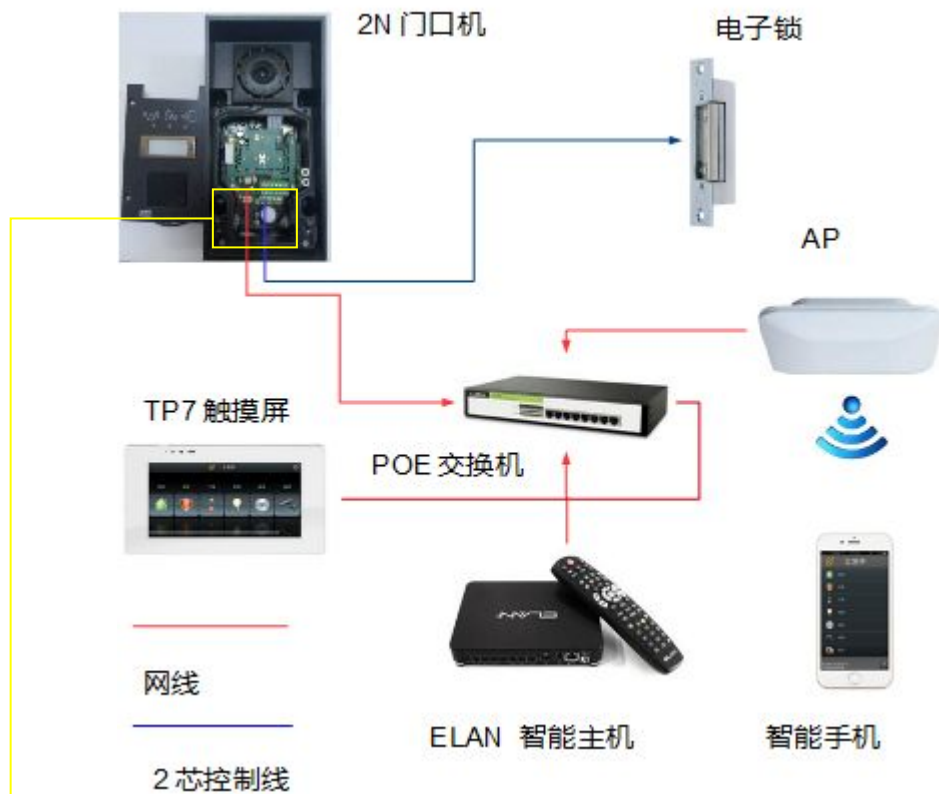 2N 门口机
电子锁
AP
TP7 触摸屏
POE 交换机
网线
ELAN 智能主机
智能手机
2 芯控制线